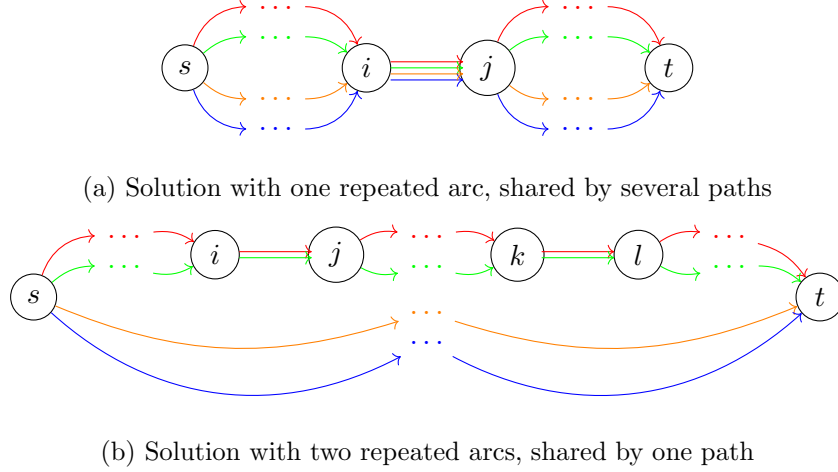 ... ...
... ...
s i j t
... ...
... ...
(a) Solution with one repeated arc, shared by several paths
... ... ...
i j k l
... ... ...
s t
...
...
(b) Solution with two repeated arcs, shared by one path